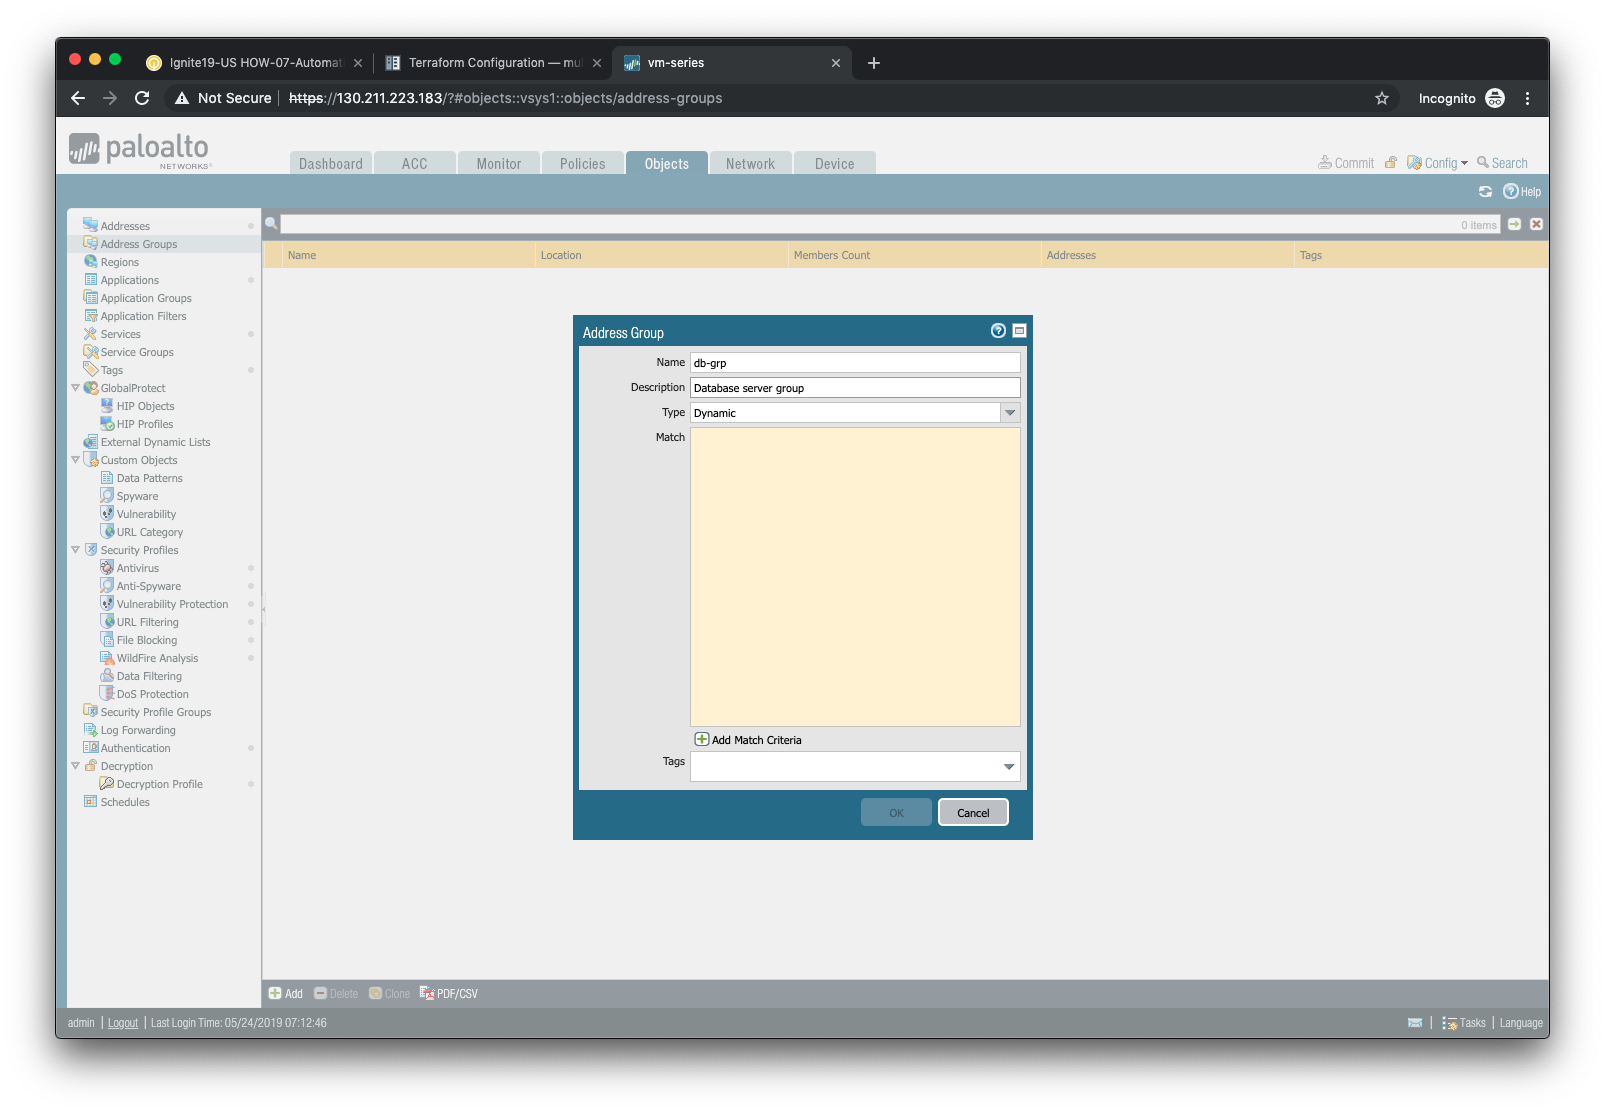 Ignite19-US HOW-07-Automat
Terraform Configuration — mul
vm-series
Not Secure
https://130.211.223.183/?#objects::vsys1::objects/address-groups
Incognito
paloalto
NETWORKS®
Dashboard
ACC
Monitor
Policies
Objects
Network
Device
Commit
Config
Search
Help
Addresses
Address Groups
Regions
Applications
Application Groups
Application Filters
Services
Service Groups
Tags
GlobalProtect
HIP Objects
HIP Profiles
External Dynamic Lists
Custom Objects
Data Patterns
Spyware
Vulnerability
URL Category
Security Profiles
Antivirus
Anti-Spyware
Vulnerability Protection
URL Filtering
File Blocking
WildFire Analysis
Data Filtering
DoS Protection
Security Profile Groups
Log Forwarding
Authentication
Decryption
Decryption Profile
Schedules
0 items
Name
Location
Members Count
Addresses
Tags
Address Group
Name db-grp
Description Database server group
Type Dynamic
Match
Add Match Criteria
Tags
OK
Cancel
Add
Delete
Clone
PDF/CSV
admin | Logout | Last Login Time: 05/24/2019 07:12:46
Tasks | Language